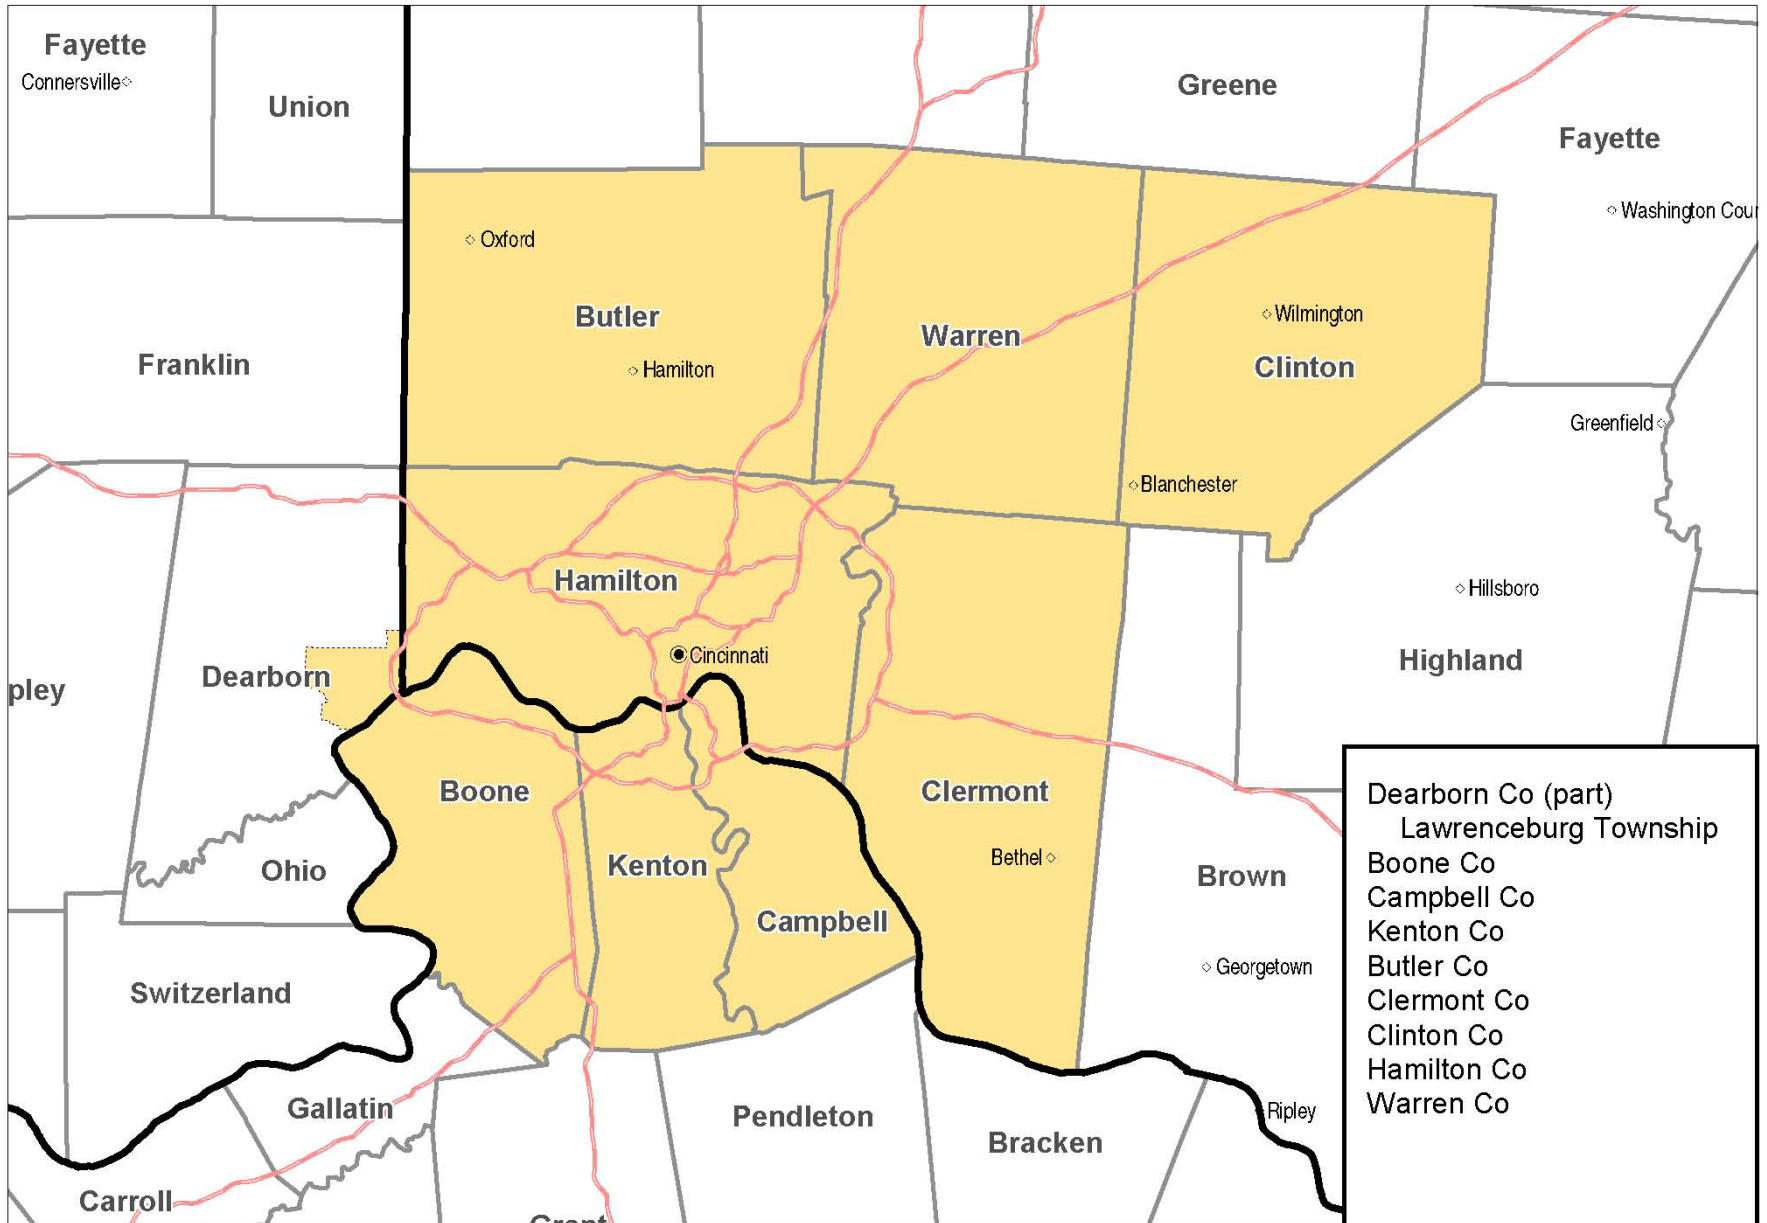 Fayette
Connersville
Union
Greene
Fayette
Washington Cour
Oxford
Butler
Hamilton
Warren
Wilmington
Clinton
Franklin
Greenfield
Blanchester
Hamilton
Hillsboro
Cincinnati
Highland
Dearborn
pley
Boone
Clermont
Bethel
Kenton
Ohio
Brown
Campbell
Georgetown
Switzerland
Gallatin
Pendleton
Bracken
Ripley
Carroll
Grant
Dearborn Co (part)
Lawrenceburg Township
Boone Co
Campbell Co
Kenton Co
Butler Co
Clermont Co
Clinton Co
Hamilton Co
Warren Co